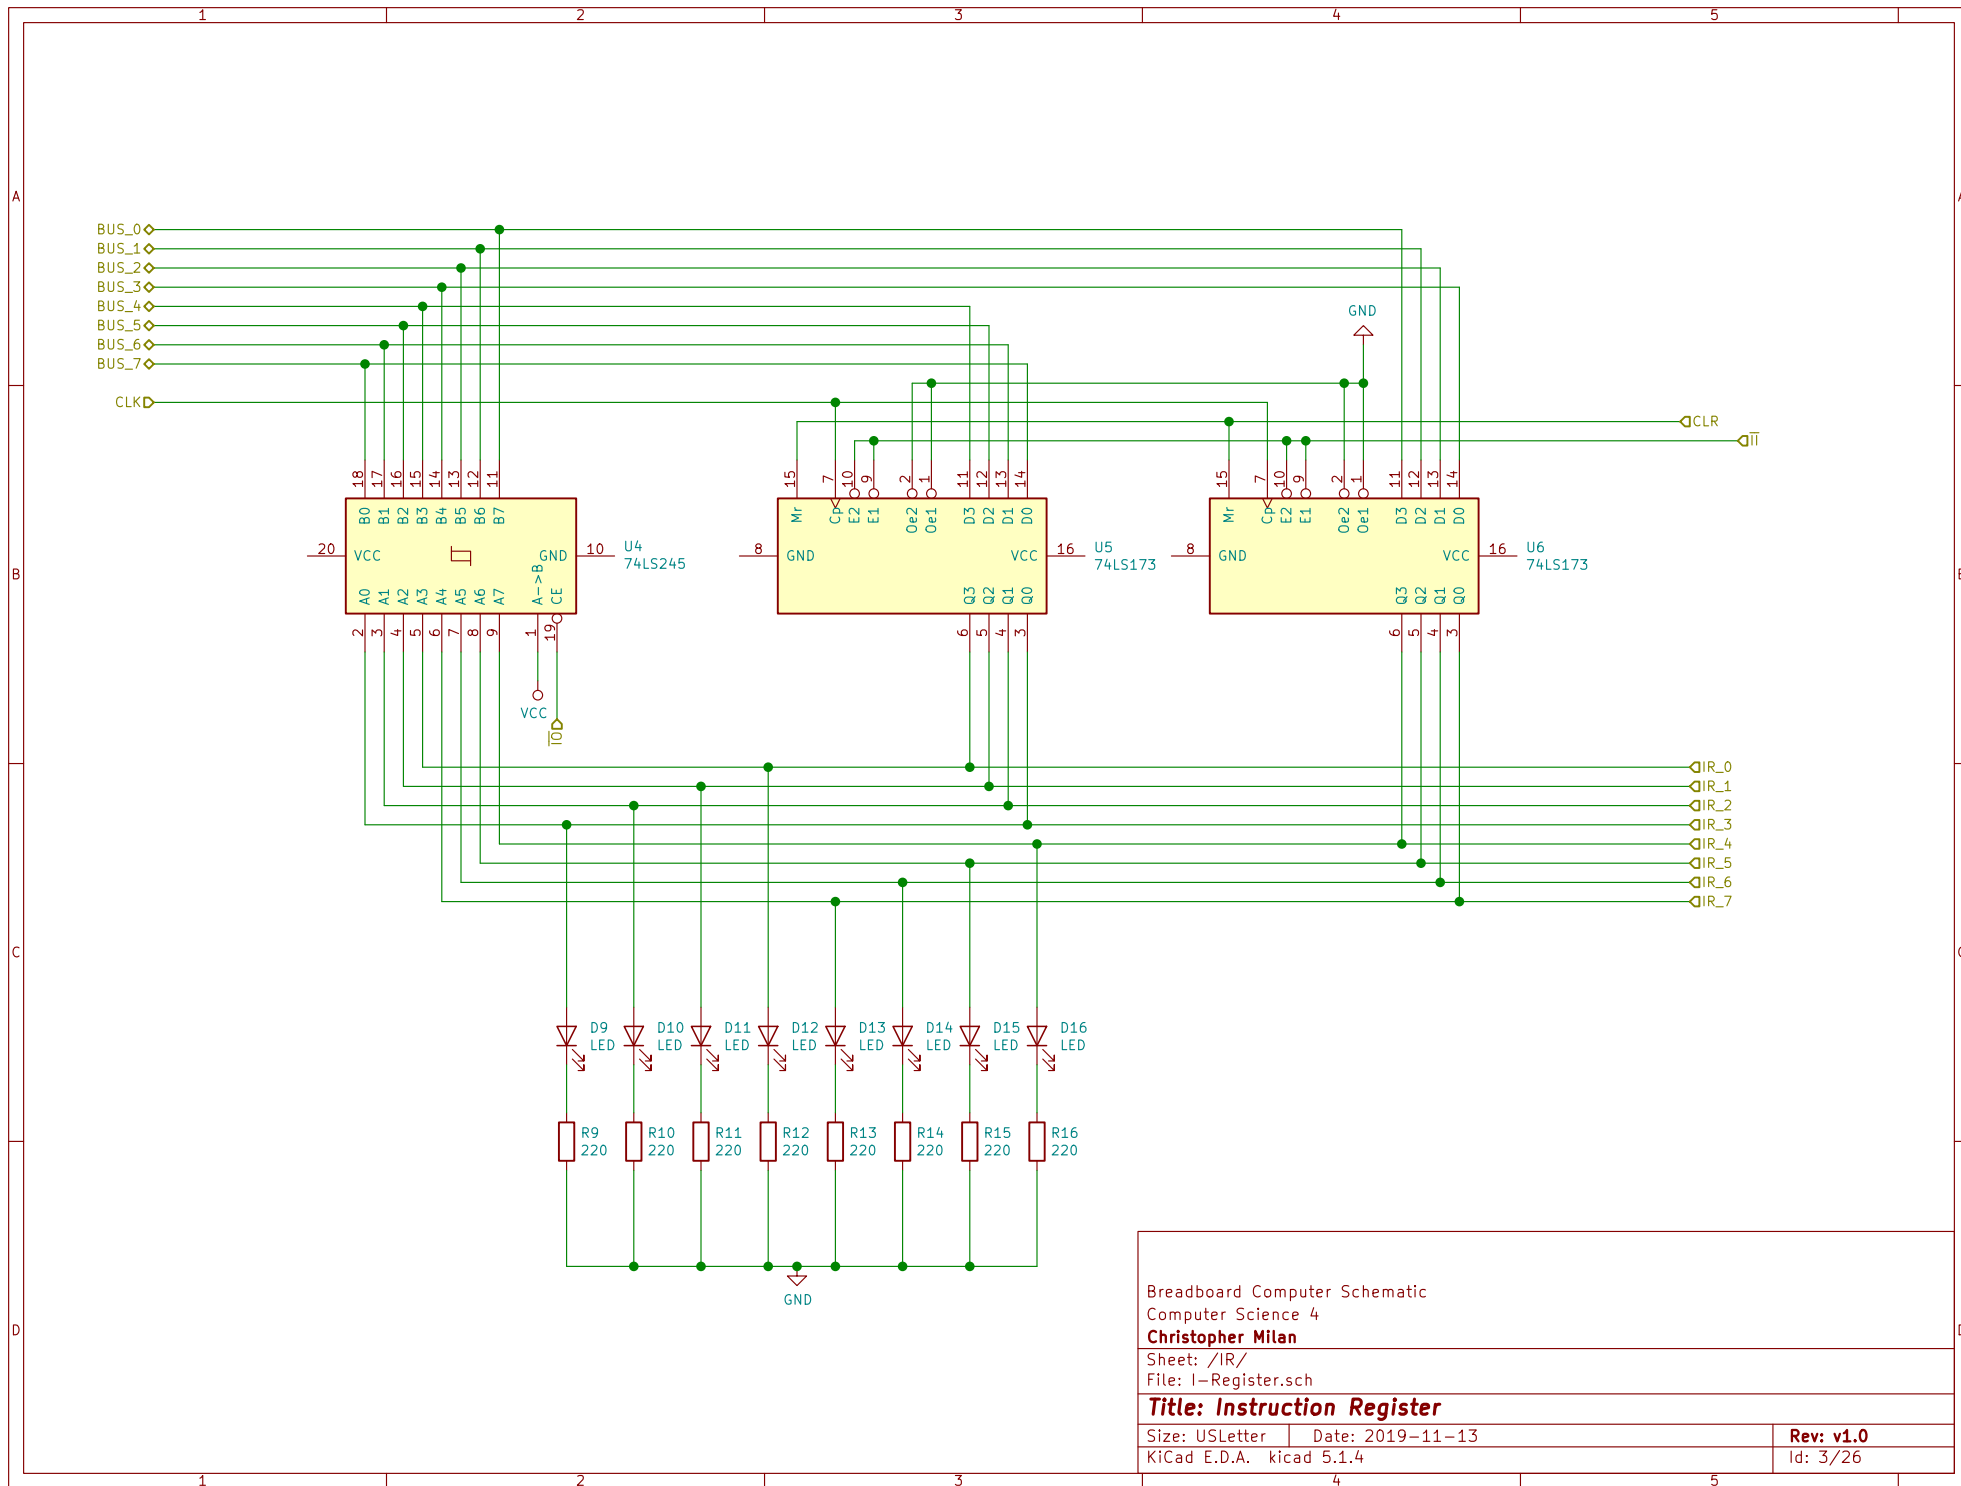 1 2 3 4 5
A
B
C
D
BUS_0
BUS_1
BUS_2
BUS_3
BUS_4
BUS_5
BUS_6
BUS_7
CLK
GND
CLR
II
18 17 16 15 14 13 12 11
B0 B1 B2 B3 B4 B5 B6 B7
20 VCC GND 10
A0 A1 A2 A3 A4 A5 A6 A7 A->B CE
2 3 4 5 6 7 8 9 1 19
U4
74LS245
VCC
IO
15 7 10 9 2 1 11 12 13 14
Mr Cp E2 E1 Oe2 Oe1 D3 D2 D1 D0
8 GND VCC 16
Q3 Q2 Q1 Q0
6 5 4 3
U5
74LS173
15 7 10 9 2 1 11 12 13 14
Mr Cp E2 E1 Oe2 Oe1 D3 D2 D1 D0
8 GND VCC 16
Q3 Q2 Q1 Q0
6 5 4 3
U6
74LS173
IR_0
IR_1
IR_2
IR_3
IR_4
IR_5
IR_6
IR_7
D9 D10 D11 D12 D13 D14 D15 D16
LED LED LED LED LED LED LED LED
R9 R10 R11 R12 R13 R14 R15 R16
220 220 220 220 220 220 220 220
GND
Breadboard Computer Schematic
Computer Science 4
Christopher Milan
Sheet: /IR/
File: I-Register.sch
Title: Instruction Register
Size: USLetter Date: 2019-11-13 Rev: v1.0
KiCad E.D.A. kicad 5.1.4 Id: 3/26
1 2 3 4 5